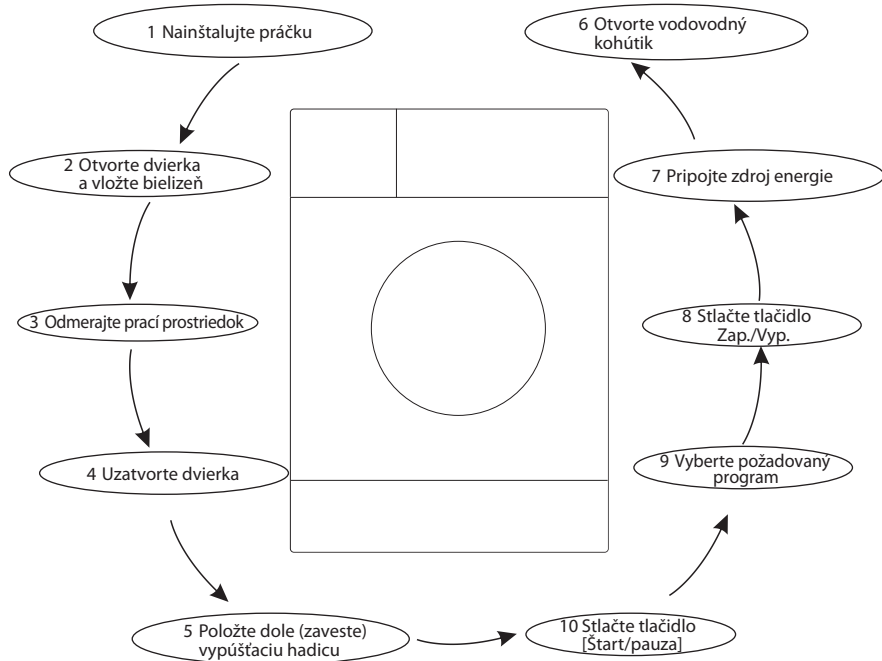 1 Nainštalujte práčku
2 Otvorte dvierka
a vložte bielizeň
3 Odmerajte prací prostriedok
4 Uzatvorte dvierka
5 Položte dole (zaveste)
vypúšťaciu hadicu
6 Otvorte vodovodný
kohútik
7 Pripojte zdroj energie
8 Stlačte tlačidlo
Zap./Vyp.
9 Vyberte požadovaný
program
10 Stlačte tlačidlo
[Štart/pauza]